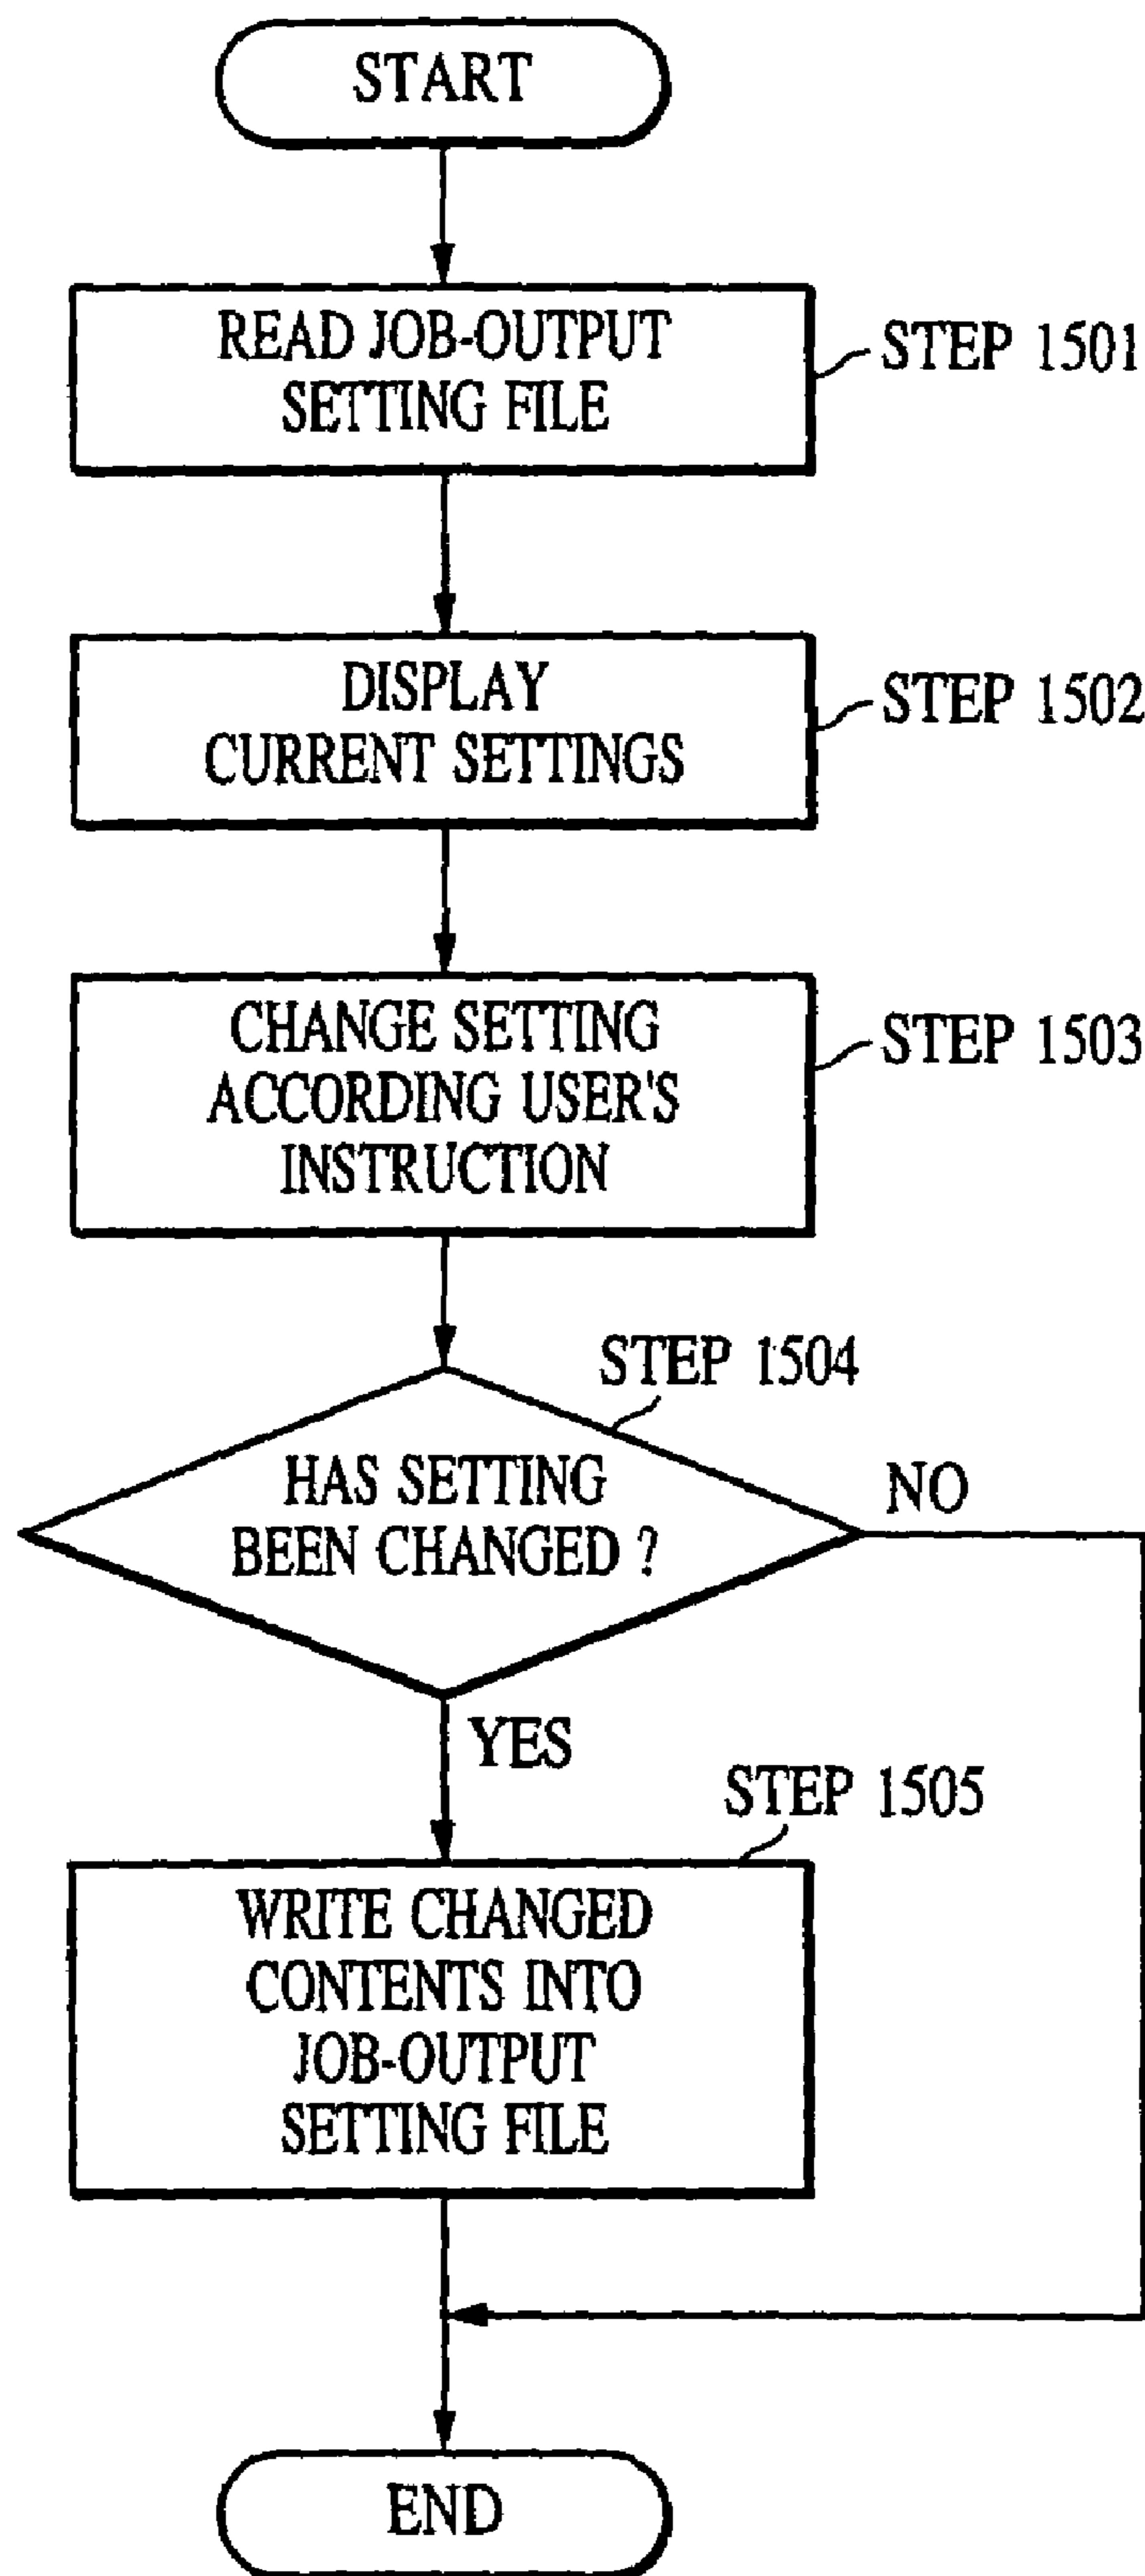 START
READ JOB-OUTPUT
SETTING FILE
STEP 1501
DISPLAY
CURRENT SETTINGS
STEP 1502
CHANGE SETTING
ACCORDING USER'S
INSTRUCTION
STEP 1503
STEP 1504
HAS SETTING
BEEN CHANGED ?
NO
YES
STEP 1505
WRITE CHANGED
CONTENTS INTO
JOB-OUTPUT
SETTING FILE
END